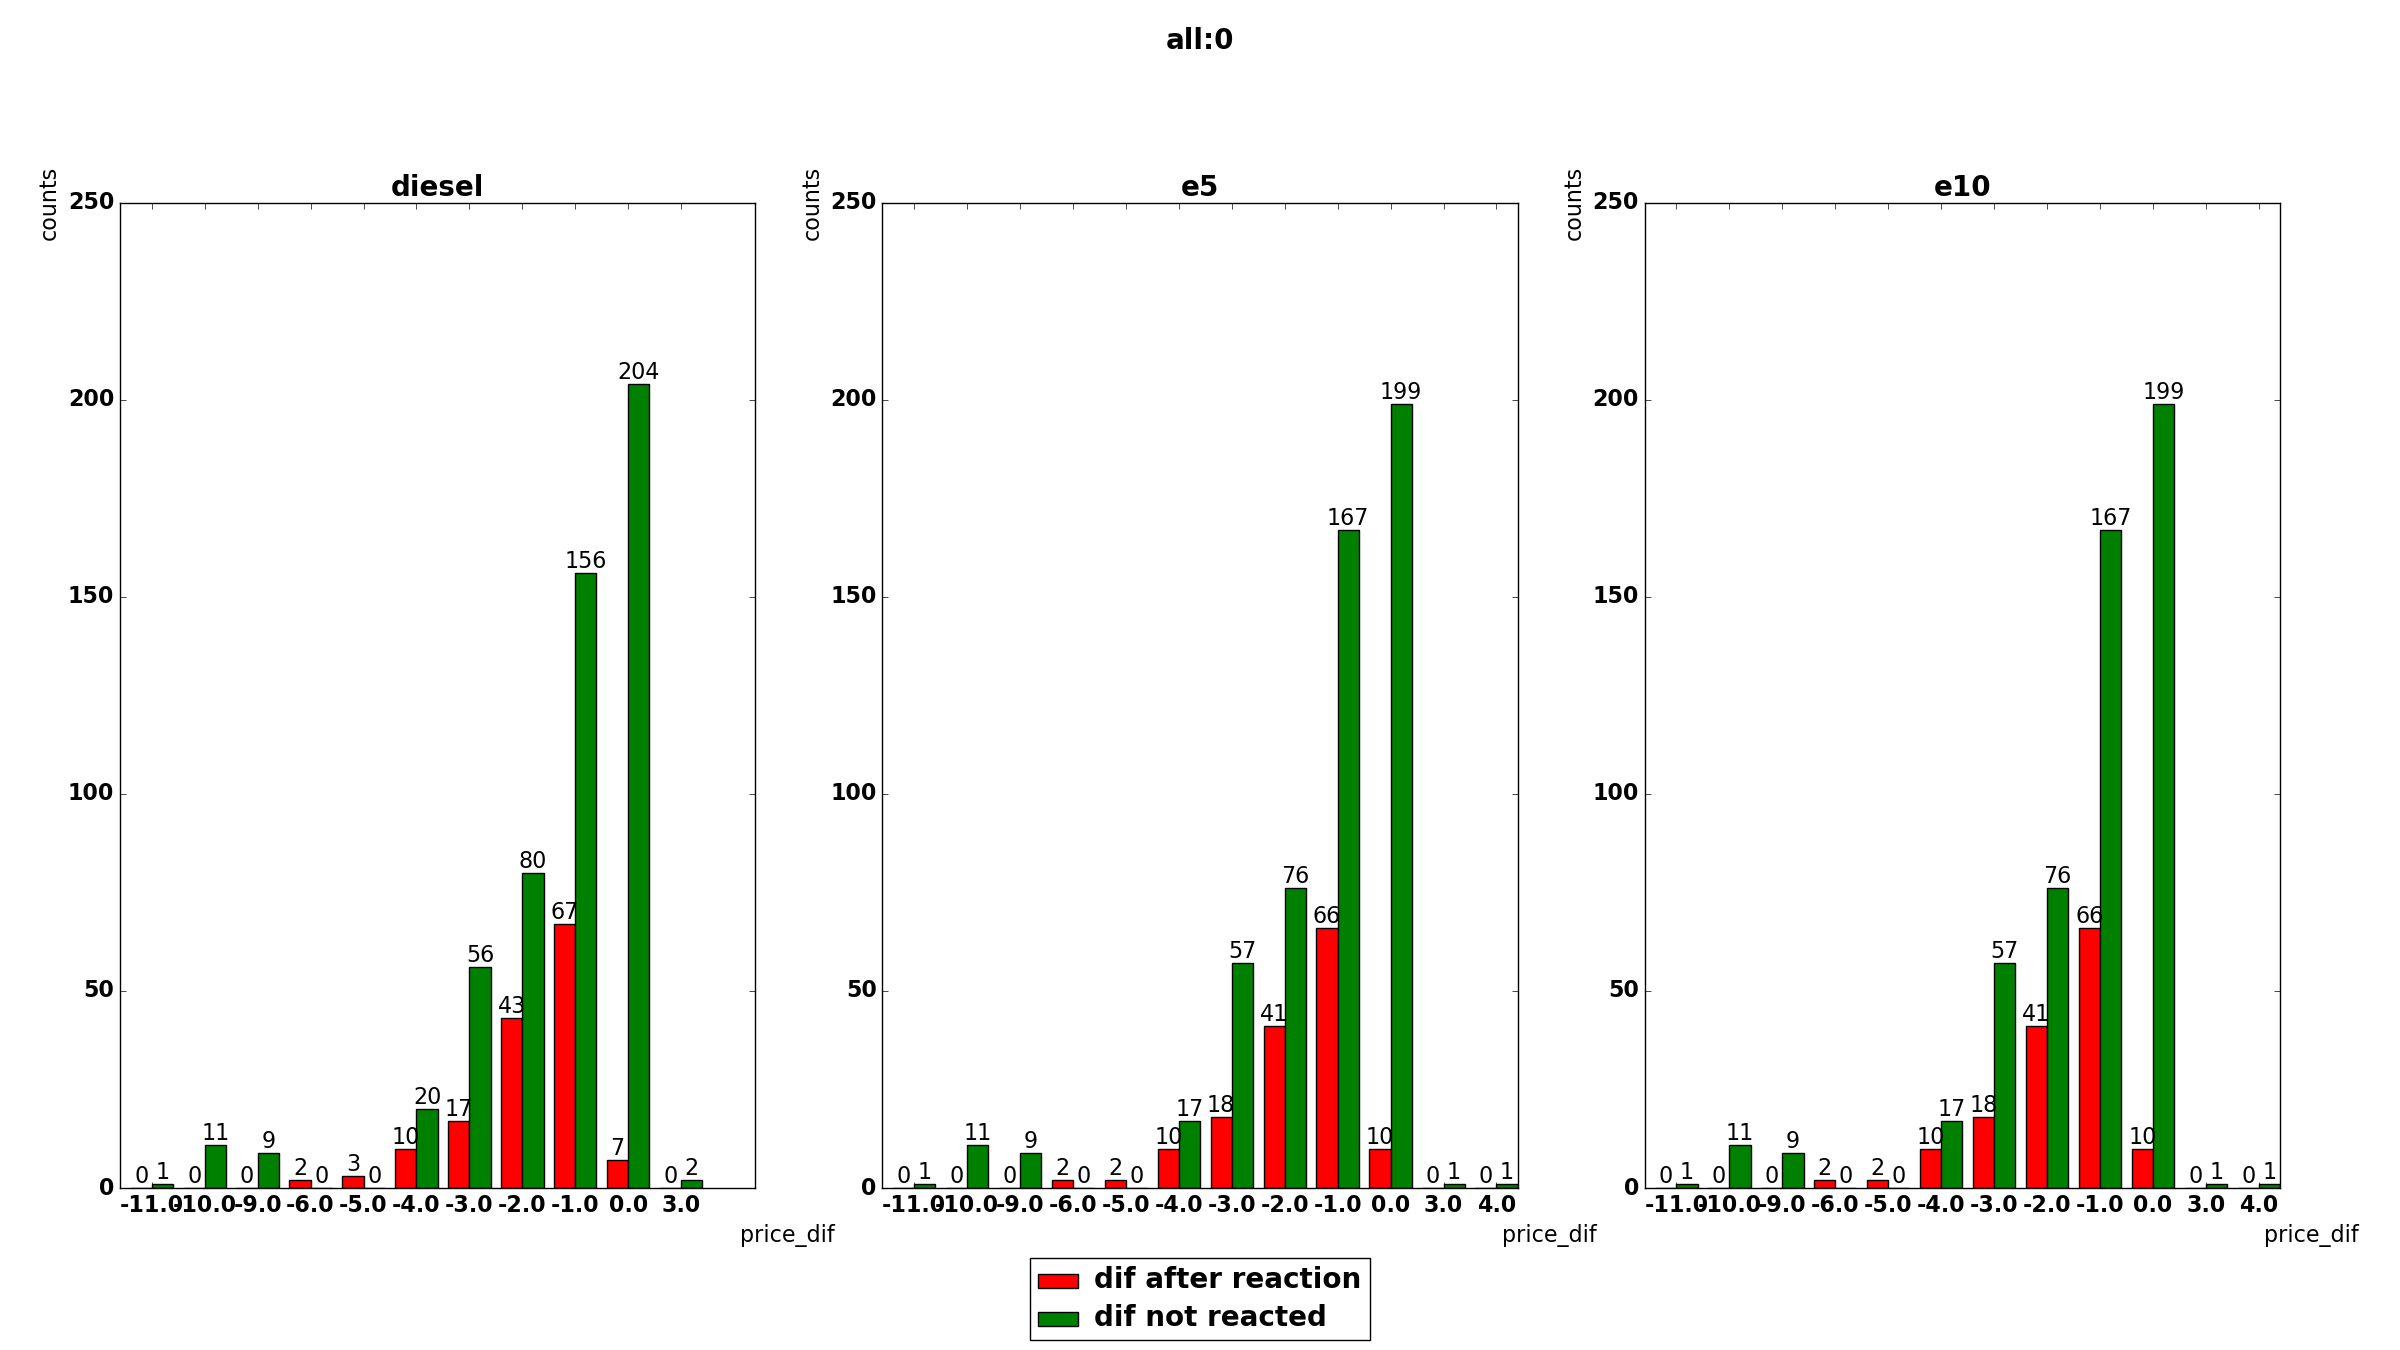 all:0
diesel
counts
250
200
150
100
50
0
0 1 0 11 0 9 2 0 3 0 10 20 17 56 43 80 67 156 7 204 0 2
-11.0 -10.0 -9.0 -6.0 -5.0 -4.0 -3.0 -2.0 -1.0 0.0 3.0
price_dif
e5
counts
250
200
150
100
50
0
0 1 0 11 0 9 2 0 2 0 10 17 18 57 41 76 66 167 10 199 0 1 0 1
-11.0 -10.0 -9.0 -6.0 -5.0 -4.0 -3.0 -2.0 -1.0 0.0 3.0 4.0
price_dif
e10
counts
250
200
150
100
50
0
0 1 0 11 0 9 2 0 2 0 10 17 18 57 41 76 66 167 10 199 0 1 0 1
-11.0 -10.0 -9.0 -6.0 -5.0 -4.0 -3.0 -2.0 -1.0 0.0 3.0 4.0
price_dif
dif after reaction
dif not reacted